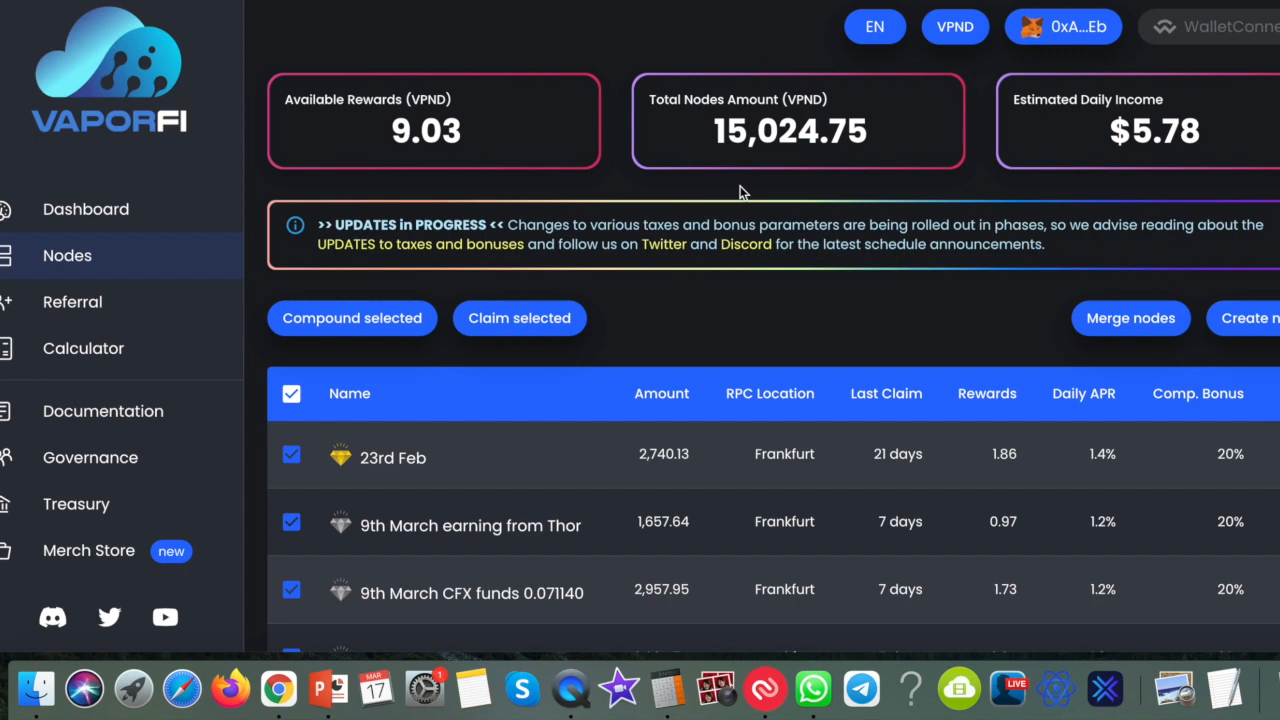 VAPORFI
EN
VPND
0xA...Eb
WalletConne
Available Rewards (VPND)
9.03
Total Nodes Amount (VPND)
15,024.75
Estimated Daily Income
$5.78
Dashboard
Nodes
Referral
Calculator
Documentation
Governance
Treasury
Merch Store new
>> UPDATES in PROGRESS << Changes to various taxes and bonus parameters are being rolled out in phases, so we advise reading about the
UPDATES to taxes and bonuses and follow us on Twitter and Discord for the latest schedule announcements.
Compound selected
Claim selected
Merge nodes
Create n
Name Amount RPC Location Last Claim Rewards Daily APR Comp. Bonus
23rd Feb 2,740.13 Frankfurt 21 days 1.86 1.4% 20%
9th March earning from Thor 1,657.64 Frankfurt 7 days 0.97 1.2% 20%
9th March CFX funds 0.071140 2,957.95 Frankfurt 7 days 1.73 1.2% 20%
MAR
17
1
LIVE